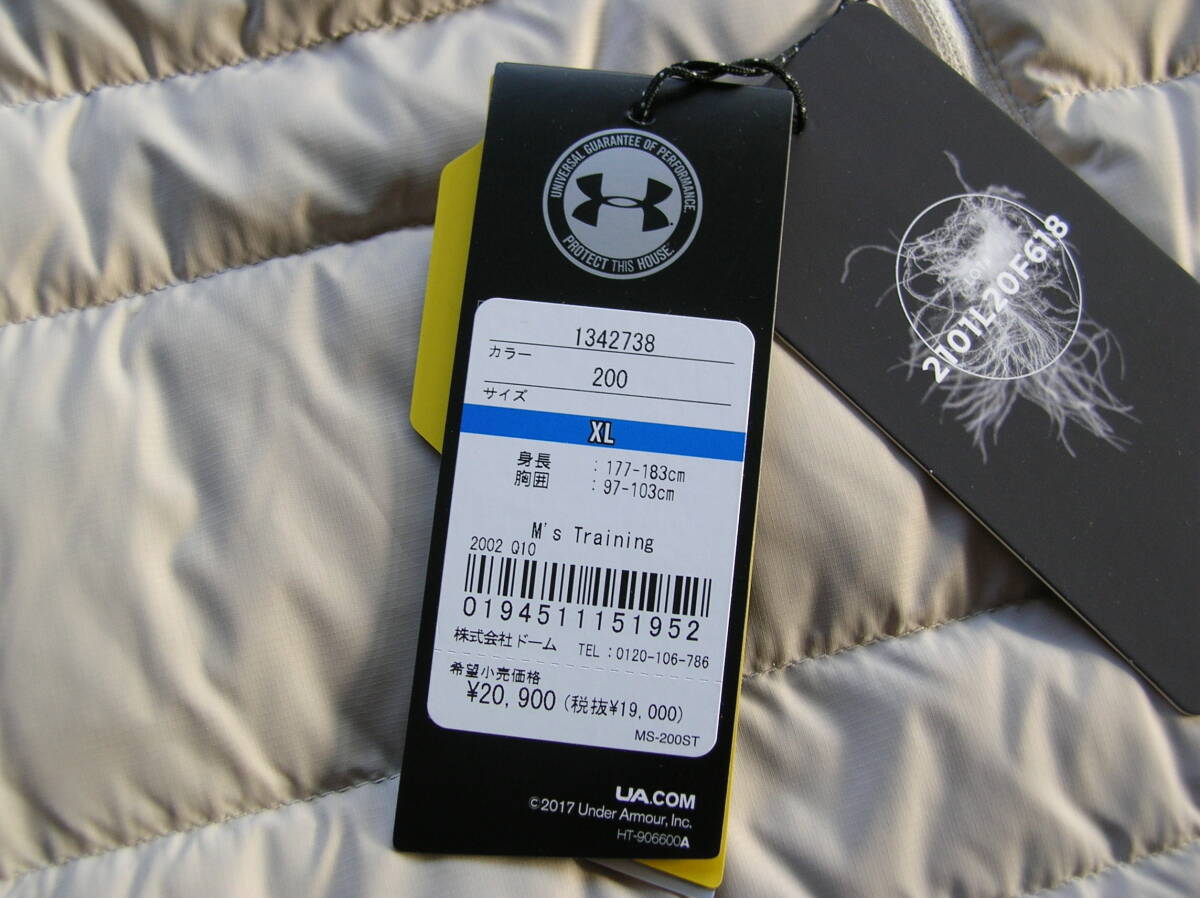 UNIVERSAL GUARANTEE OF PERFORMANCE.
PROTECT THIS HOUSE.
1342738
カラー
200
サイズ
XL
身長 : 177-183cm
胸囲 : 97-103cm
M's Training
2002 Q10
0194511151952
株式会社ドーム TEL：0120-106-786
希望小売価格
¥20,900 (税抜¥19,000)
MS-200ST
UA.COM
©2017 Under Armour, Inc.
HT-906600A
2101L20F618